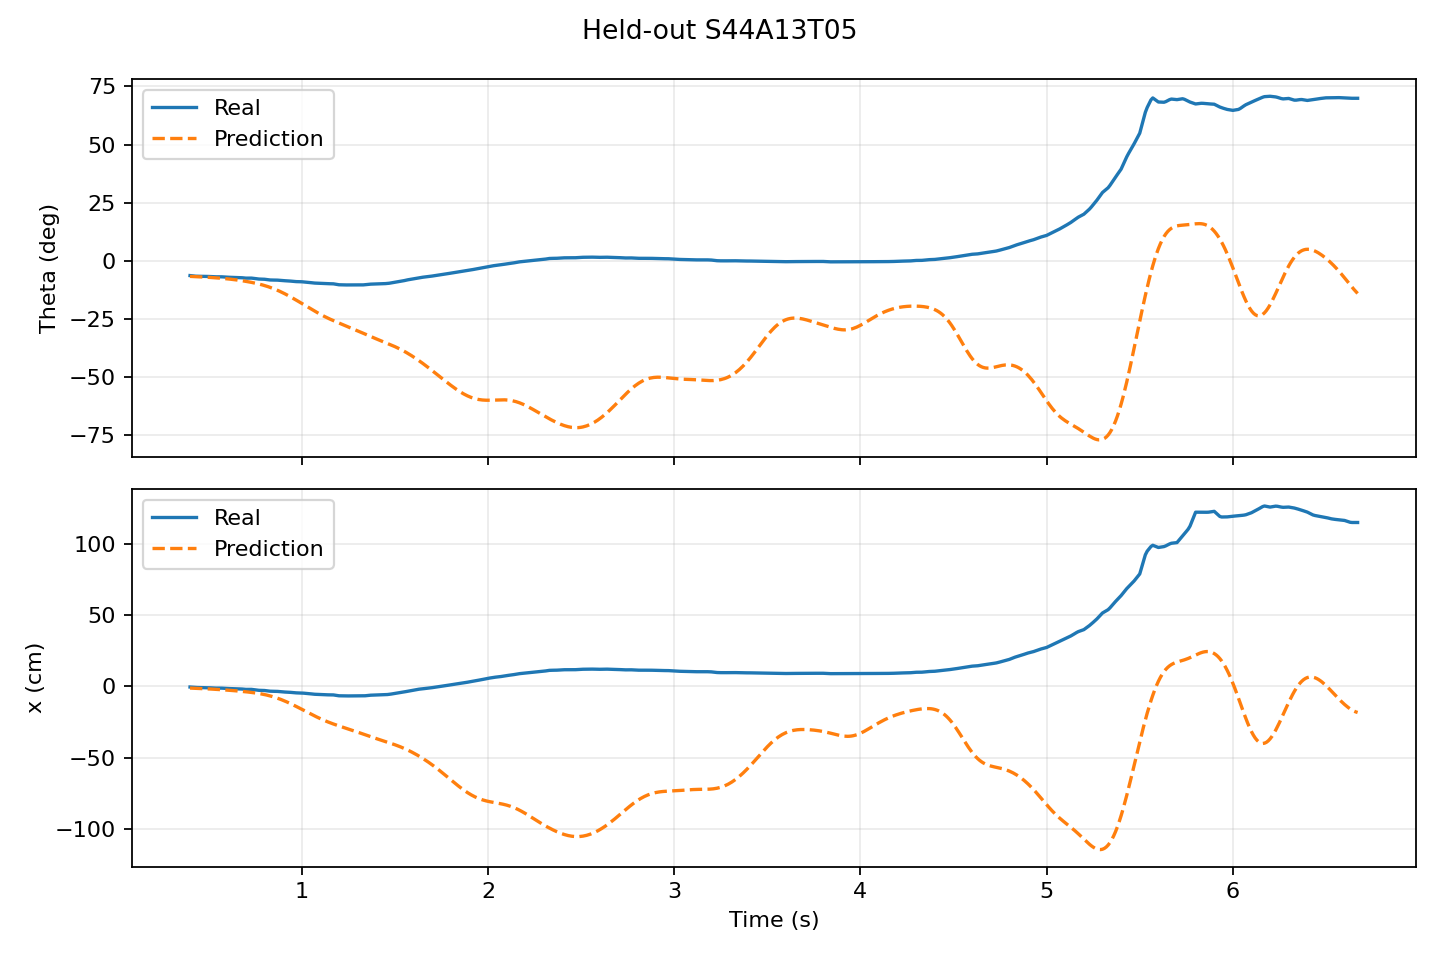 Held-out S44A13T05
75
50
25
0
−25
−50
−75
Theta (deg)
Real
Prediction
100
50
0
−50
−100
x (cm)
Real
Prediction
1 2 3 4 5 6
Time (s)